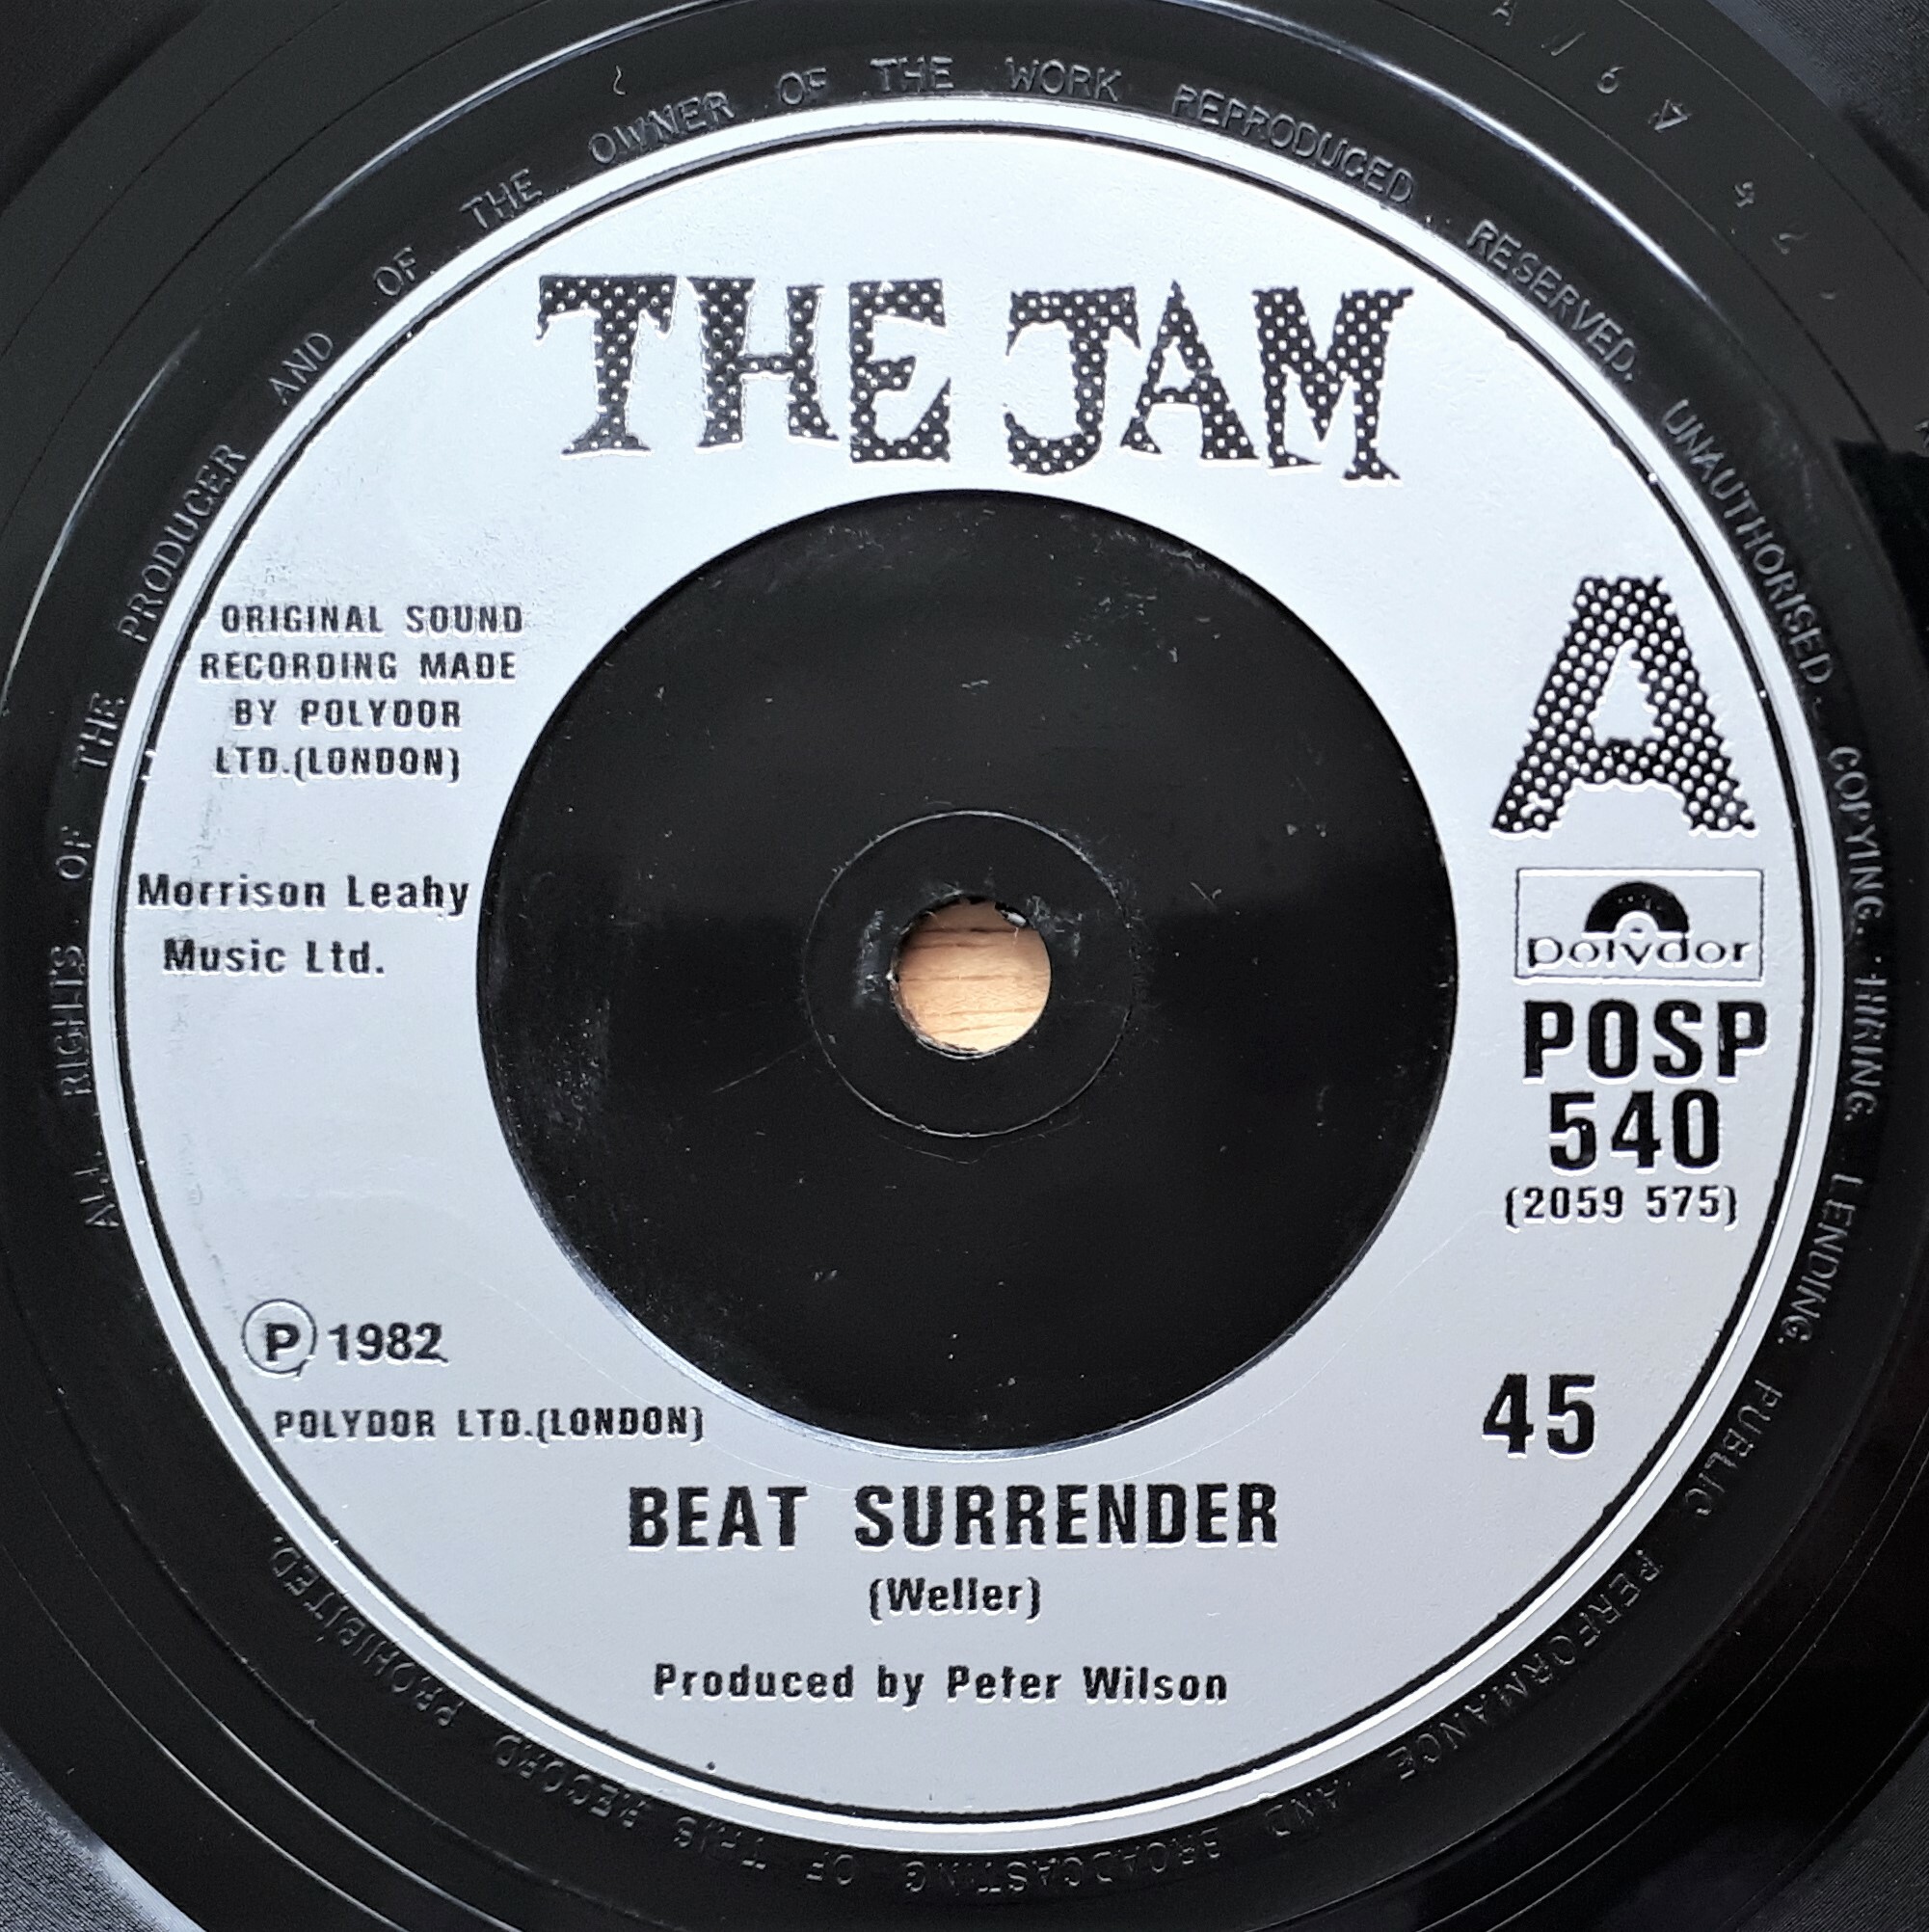 ALL RIGHTS OF THE PRODUCER AND OF THE OWNER OF THE WORK REPRODUCED RESERVED. UNAUTHORISED. COPYING. HIRING. LENDING. PUBLIC PERFORMANCE AND BROADCASTING OF THIS RECORD PROHIBITED.
THE JAM
ORIGINAL SOUND
RECORDING MADE
BY POLYDOR
LTD.(LONDON)
A
Morrison Leahy
Music Ltd.
polydor
POSP
540
(2059 575)
Ⓟ 1982
POLYDOR LTD.(LONDON)
45
BEAT SURRENDER
(Weller)
Produced by Peter Wilson